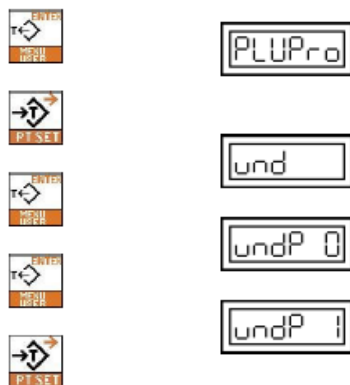 ENTER
T
MENU
USER
PLUPro
T
PT SET
und
ENTER
T
MENU
USER
undP 0
ENTER
T
MENU
USER
undP 1
T
PT SET